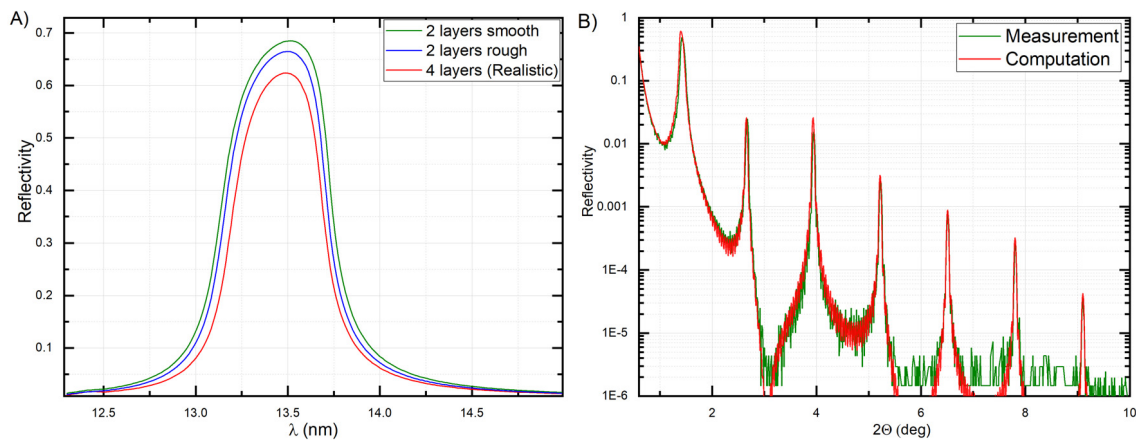 A)
2 layers smooth
2 layers rough
4 layers (Realistic)
0.7
0.6
0.5
0.4
0.3
0.2
0.1
Reflectivity
12.5 13.0 13.5 14.0 14.5
λ (nm)
B)
Measurement
Computation
1
0.1
0.01
0.001
1E-4
1E-5
1E-6
Reflectivity
2 4 6 8 10
2Θ (deg)